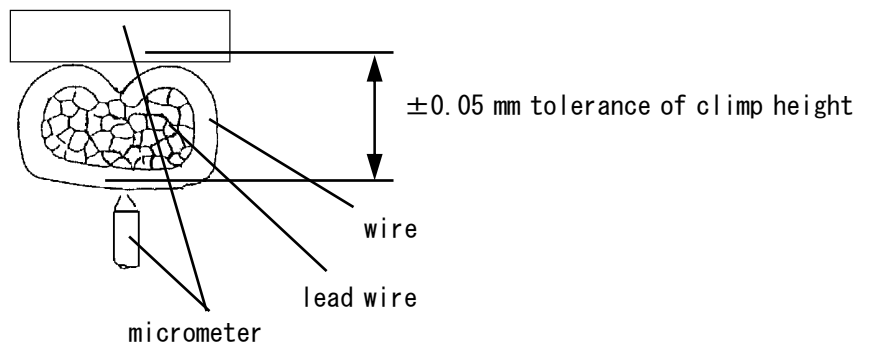 ±0.05 mm tolerance of climp height
wire
lead wire
micrometer